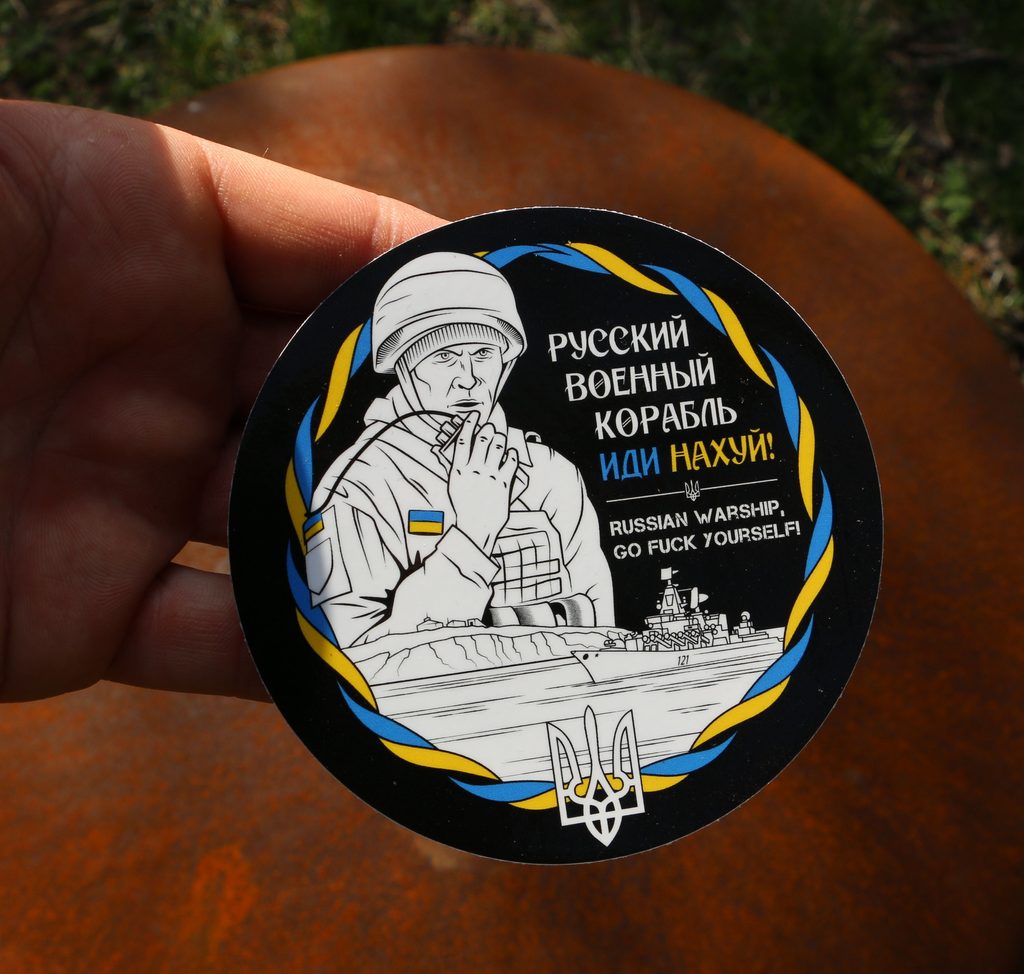 РУССКИЙ
ВОЕННЫЙ
КОРАБЛЬ
ИДИ НАХУЙ!
RUSSIAN WARSHIP,
GO FUCK YOURSELF!
121